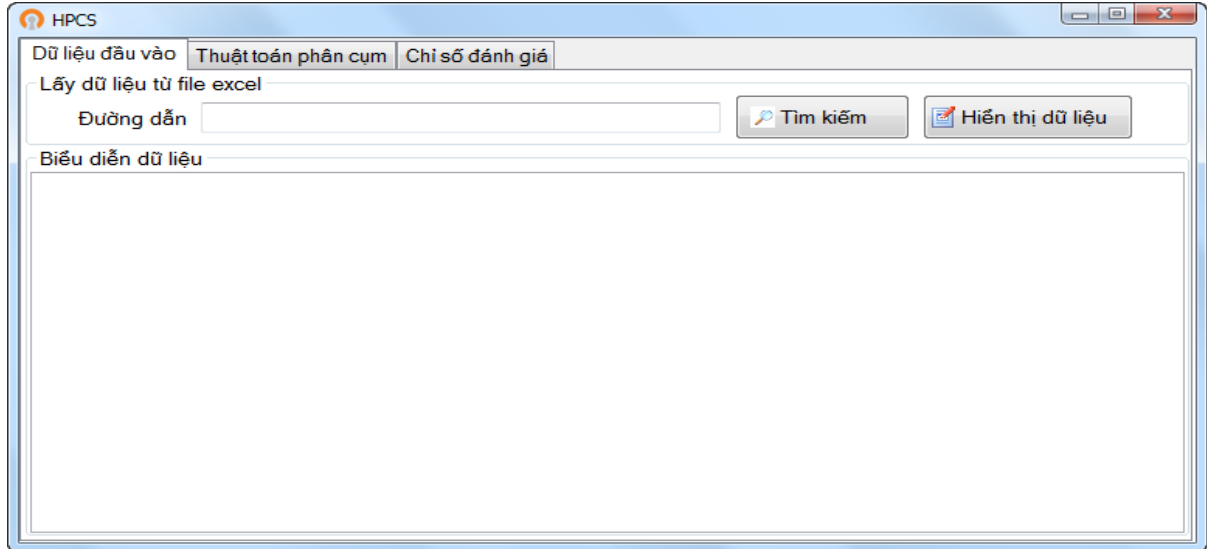 HPCS
Dữ liệu đầu vào Thuật toán phân cụm Chỉ số đánh giá
Lấy dữ liệu từ file excel
Đường dẫn Tìm kiếm Hiển thị dữ liệu
Biểu diễn dữ liệu